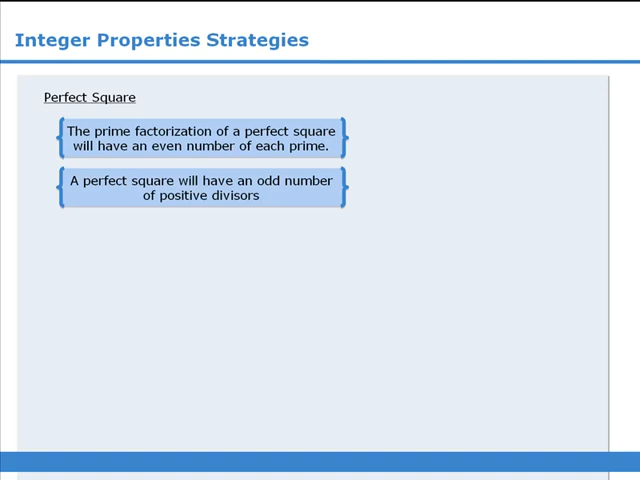 Integer Properties Strategies
Perfect Square
The prime factorization of a perfect square
will have an even number of each prime.
A perfect square will have an odd number
of positive divisors